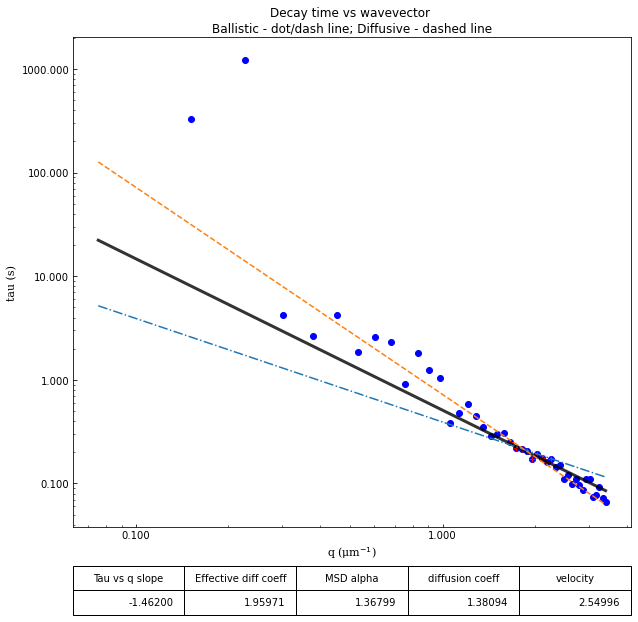 Decay time vs wavevector
Ballistic - dot/dash line; Diffusive - dashed line
1000.000
100.000
10.000
1.000
0.100
tau (s)
0.100 1.000
q (μm⁻¹)
Tau vs q slope Effective diff coeff MSD alpha diffusion coeff velocity
-1.46200 1.95971 1.36799 1.38094 2.54996